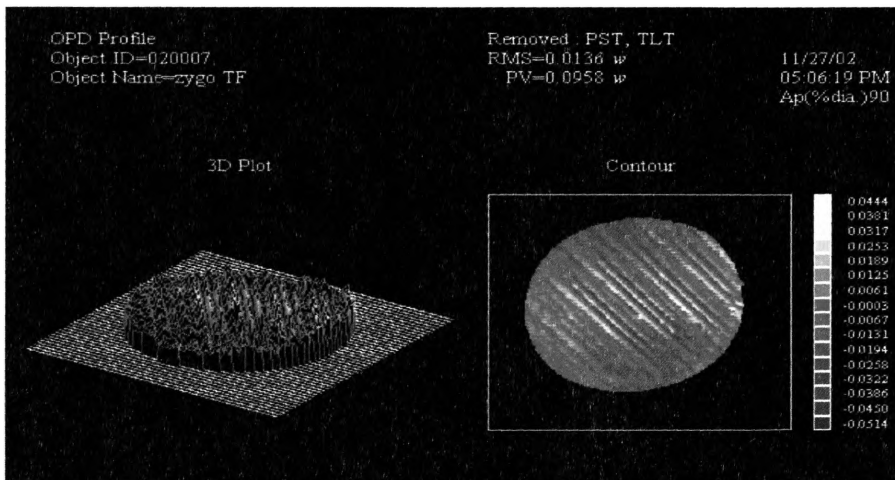 OPD Profile
Object ID=020007
Object Name=zygo TF
Removed : PST, TLT
RMS=0.0136 w
PV=0.0958 w
11/27/02
05:06:19 PM
Ap(%dia.)90
3D Plot
Contour
0.0444
0.0381
0.0317
0.0253
0.0189
0.0125
0.0061
-0.0003
-0.0067
-0.0131
-0.0194
-0.0258
-0.0322
-0.0386
-0.0450
-0.0514